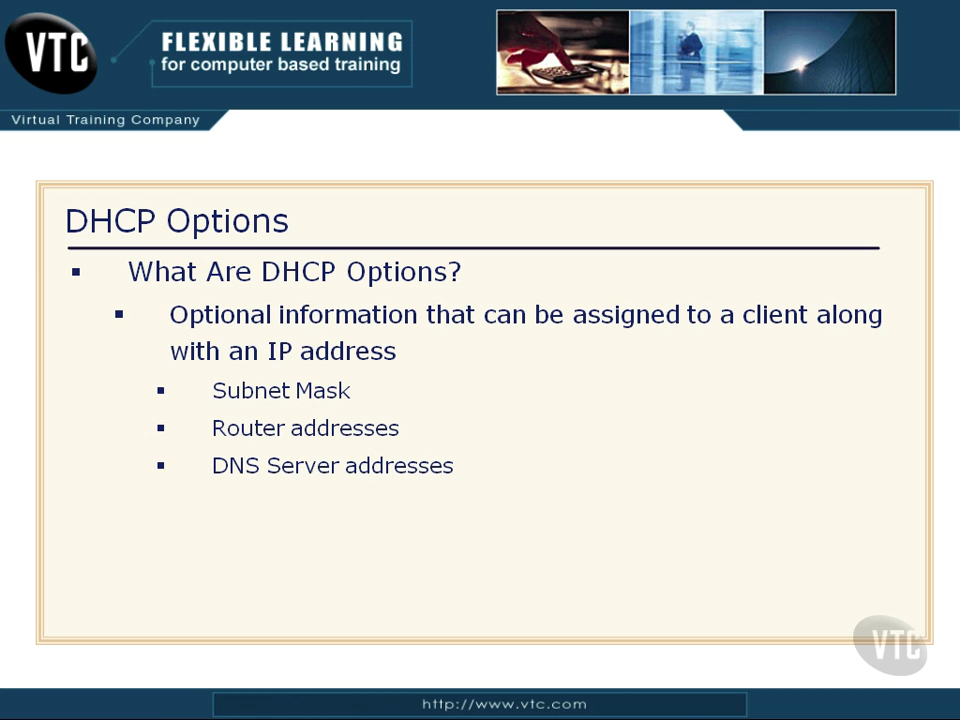 VTC
FLEXIBLE LEARNING
for computer based training
Virtual Training Company
DHCP Options
▪ What Are DHCP Options?
▪ Optional information that can be assigned to a client along
with an IP address
▪ Subnet Mask
▪ Router addresses
▪ DNS Server addresses
VTC
http://www.vtc.com